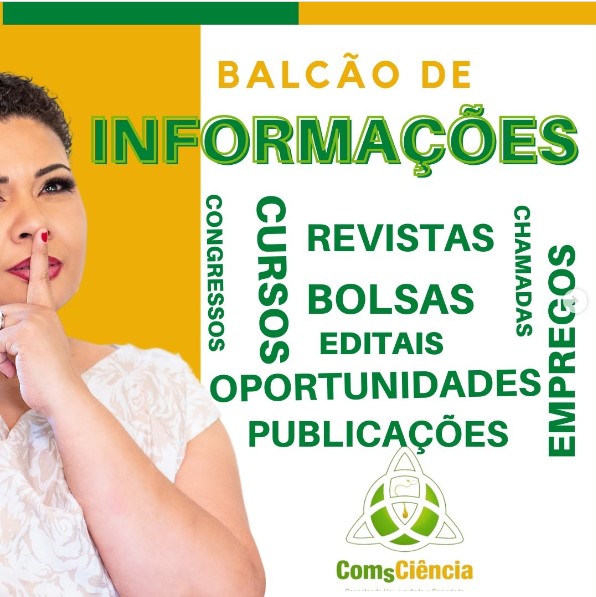 BALCÃO DE
INFORMAÇÕES
CONGRESSOS
CURSOS
REVISTAS
BOLSAS
EDITAIS
OPORTUNIDADES
PUBLICAÇÕES
CHAMADAS
EMPREGOS
ComsCiência